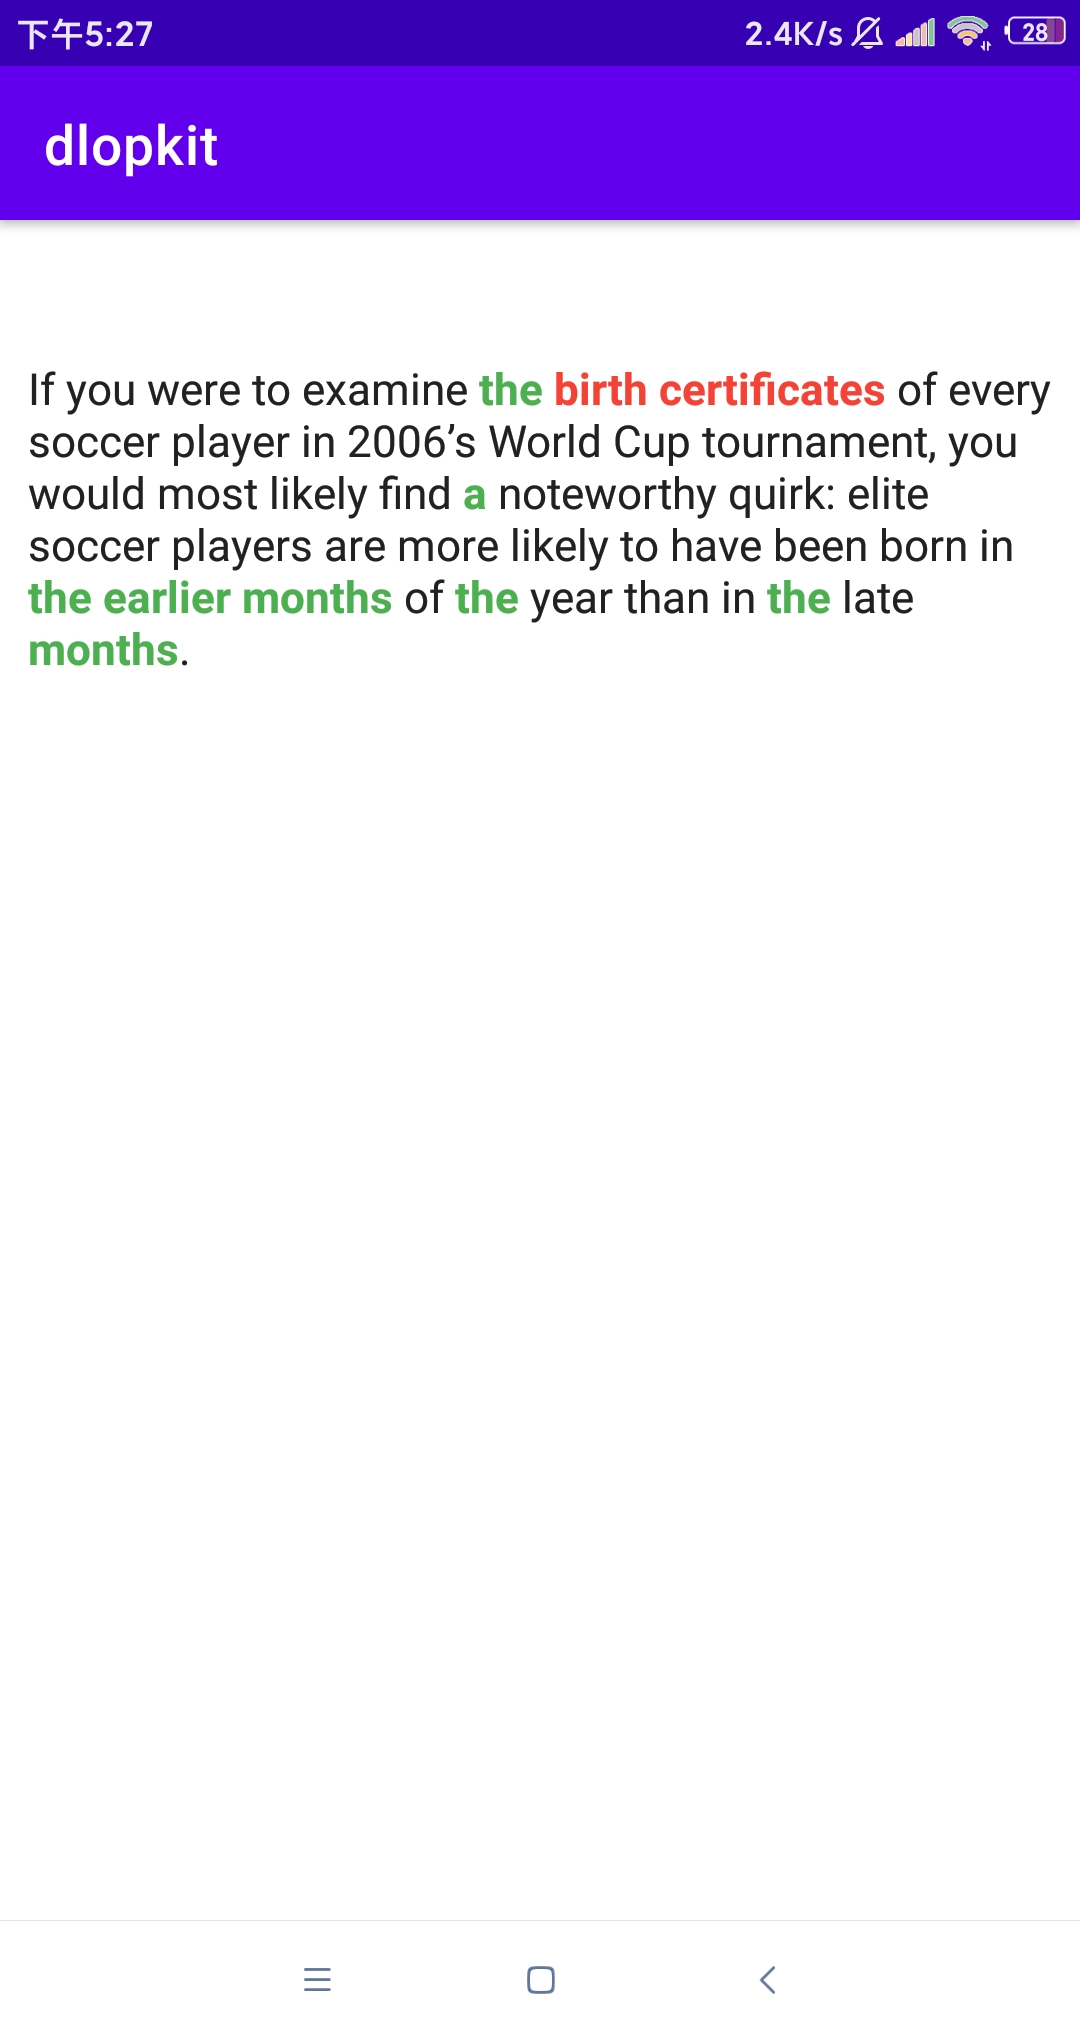 下午5:27 2.4K/s 28
dlopkit
If you were to examine the birth certificates of every
soccer player in 2006’s World Cup tournament, you
would most likely find a noteworthy quirk: elite
soccer players are more likely to have been born in
the earlier months of the year than in the late
months.